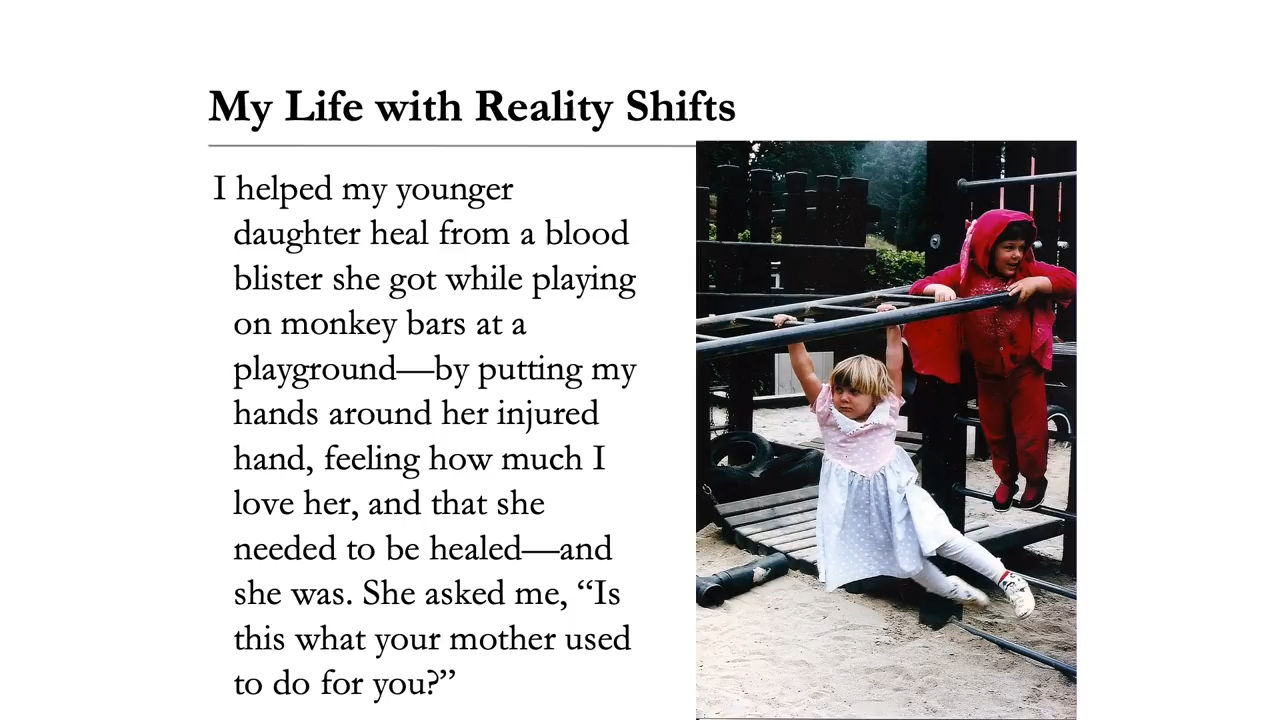 My Life with Reality Shifts
I helped my younger
daughter heal from a blood
blister she got while playing
on monkey bars at a
playground—by putting my
hands around her injured
hand, feeling how much I
love her, and that she
needed to be healed—and
she was. She asked me, “Is
this what your mother used
to do for you?”